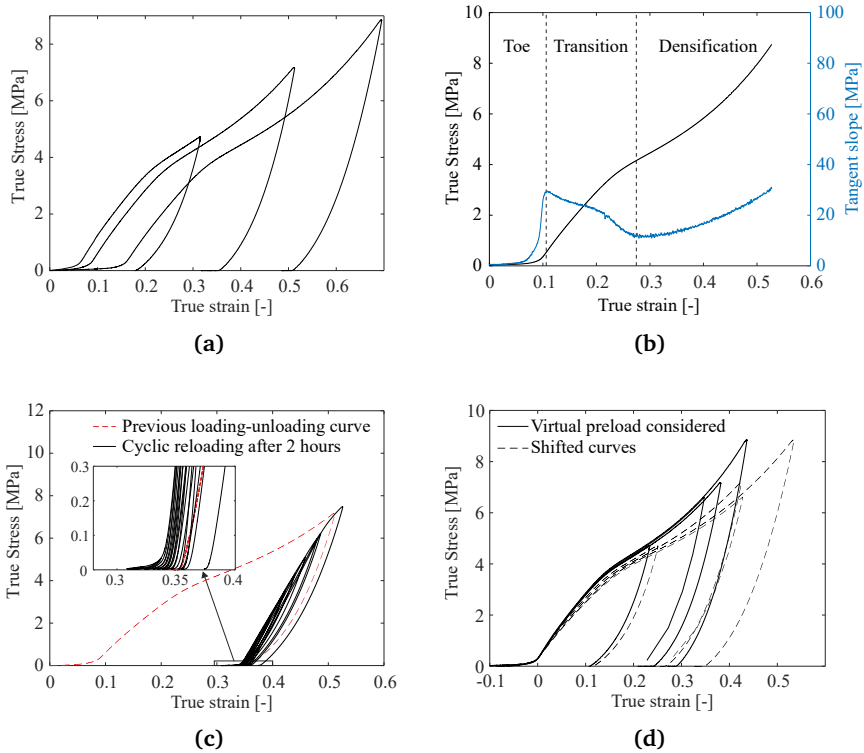 8
6
4
2
0
True Stress [MPa]
0 0.1 0.2 0.3 0.4 0.5 0.6
True strain [-]
(a)
10
8
6
4
2
0
True Stress [MPa]
Toe Transition Densification
100
80
60
40
20
0
Tangent slope [MPa]
0 0.1 0.2 0.3 0.4 0.5 0.6
True strain [-]
(b)
12
10
8
6
4
2
0
True Stress [MPa]
Previous loading-unloading curve
Cyclic reloading after 2 hours
0.3
0.2
0.1
0
0.3 0.35 0.4
0 0.1 0.2 0.3 0.4 0.5 0.6
True strain [-]
(c)
10
8
6
4
2
0
True Stress [MPa]
Virtual preload considered
Shifted curves
-0.1 0 0.1 0.2 0.3 0.4 0.5
True strain [-]
(d)